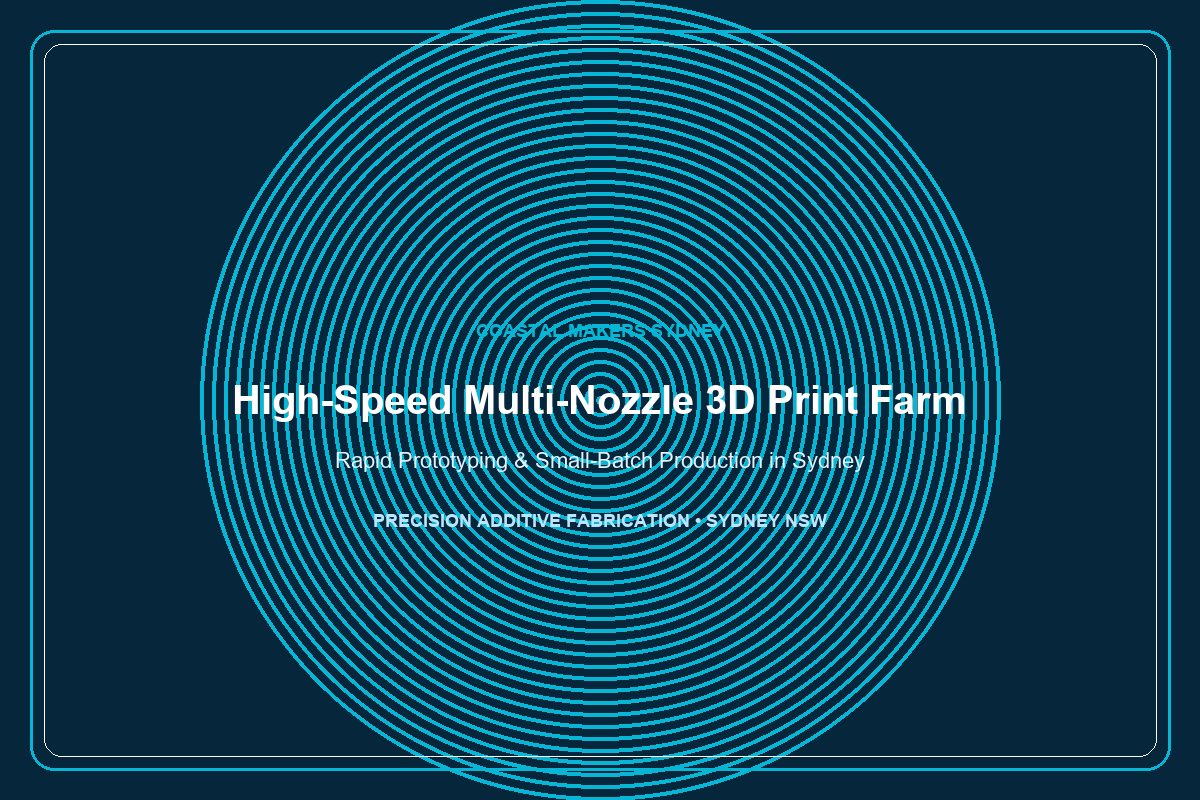 COASTAL MAKERS SYDNEY
High-Speed Multi-Nozzle 3D Print Farm
Rapid Prototyping & Small-Batch Production in Sydney
PRECISION ADDITIVE FABRICATION • SYDNEY NSW